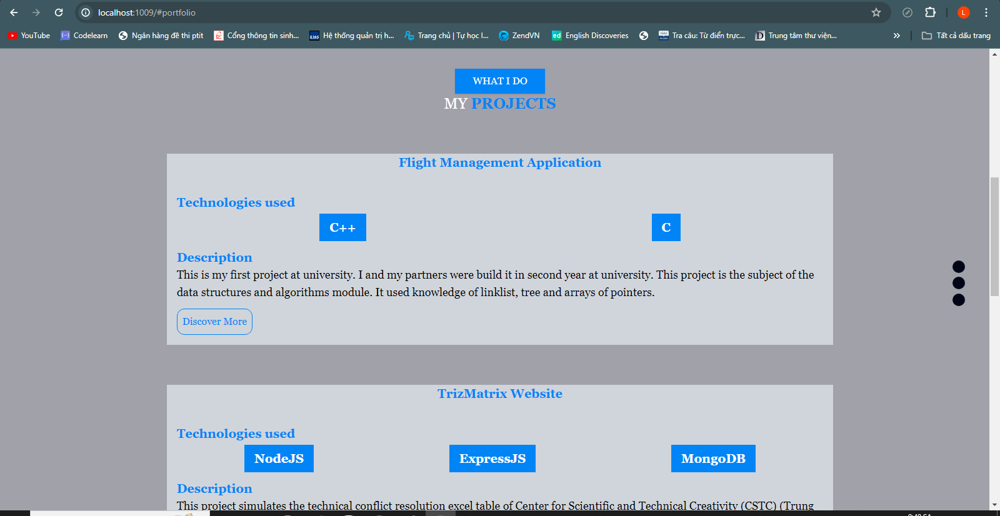 localhost:1009/#portfolio
L
YouTube Codelearn Ngân hàng đề thi ptit Cổng thông tin sinh... ILIAS Hệ thống quản trị h... Trang chủ | Tự học l... ZendVN ed English Discoveries Tra câu: Từ điển trực... D Trung tâm thư viện... » Tất cả dấu trang
WHAT I DO
MY PROJECTS
Flight Management Application
Technologies used
C++ C
Description
This is my first project at university. I and my partners were build it in second year at university. This project is the subject of the
data structures and algorithms module. It used knowledge of linklist, tree and arrays of pointers.
Discover More
TrizMatrix Website
Technologies used
NodeJS ExpressJS MongoDB
Description
This project simulates the technical conflict resolution excel table of Center for Scientific and Technical Creativity (CSTC) (Trung